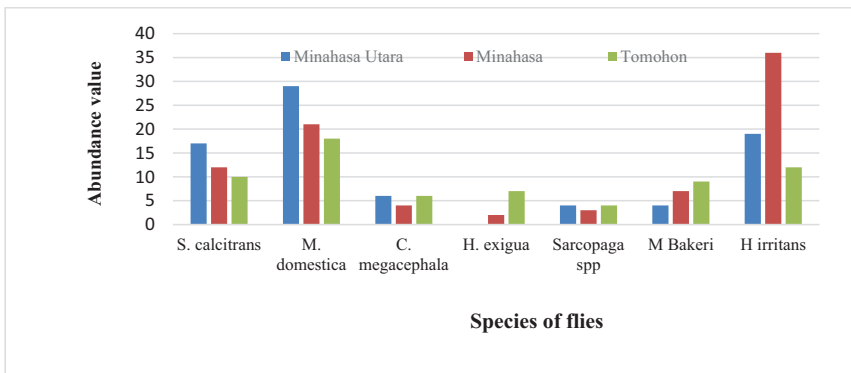 Abundance value
40
35
30
25
20
15
10
5
0
Minahasa Utara Minahasa Tomohon
S. calcitrans
M.
domestica
C.
megacephala
H. exigua
Sarcopaga
spp
M Bakeri
H irritans
Species of flies